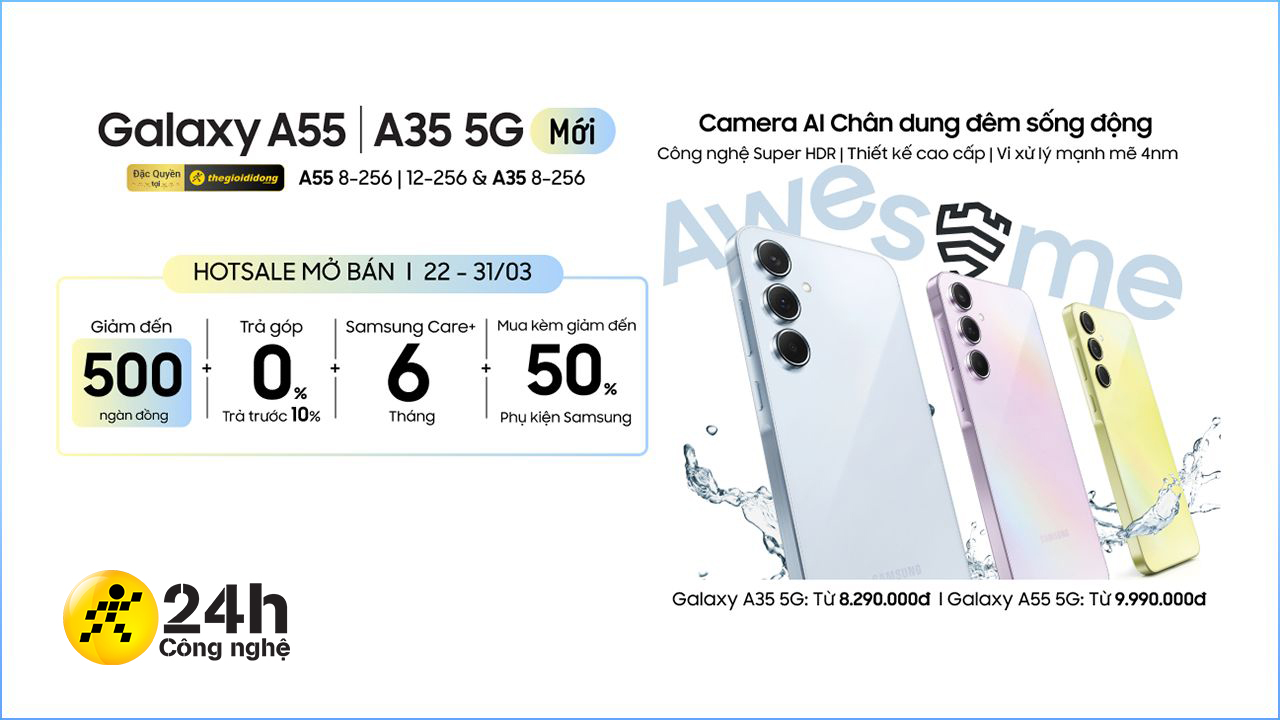 Galaxy A55 | A35 5G Mới
Đặc Quyền tại thegioididong.com A55 8-256 | 12-256 & A35 8-256
HOTSALE MỞ BÁN I 22 - 31/03
Giảm đến
500
ngàn đồng
+
Trả góp
0%
Trả trước 10%
+
Samsung Care+
6
Tháng
+
Mua kèm giảm đến
50%
Phụ kiện Samsung
24h
Công nghệ
Camera AI Chân dung đêm sống động
Công nghệ Super HDR | Thiết kế cao cấp | Vi xử lý mạnh mẽ 4nm
Awesome
SAMSUNG
SAMSUNG
Galaxy A35 5G: Từ 8.290.000đ I Galaxy A55 5G: Từ 9.990.000đ